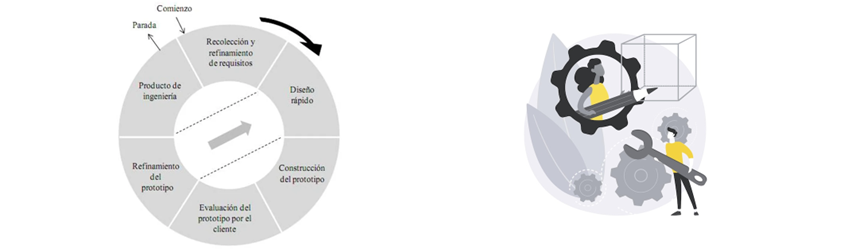 Comienzo
Parada
Recolección y
refinamiento
de requisitos
Diseño
rápido
Construcción
del prototipo
Evaluación del
prototipo por el
cliente
Refinamiento
del
prototipo
Producto de
ingeniería